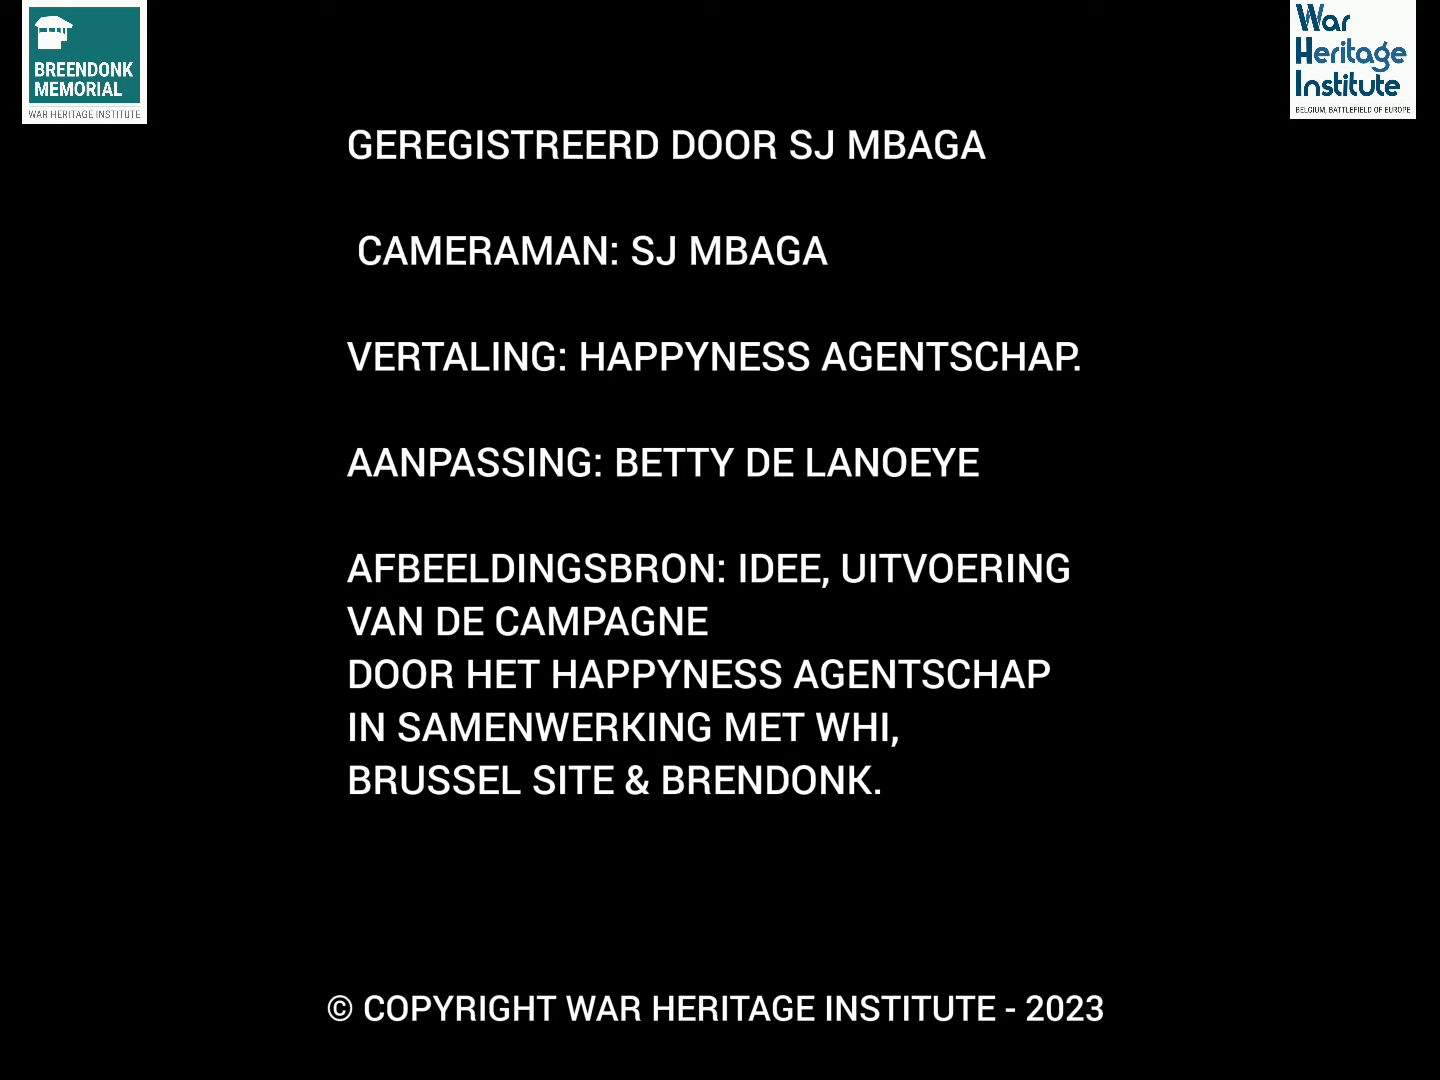 BREENDONK
MEMORIAL
WAR HERITAGE INSTITUTE
War
Heritage
Institute
BELGIUM, BATTLEFIELD OF EUROPE
GEREGISTREERD DOOR SJ MBAGA
CAMERAMAN: SJ MBAGA
VERTALING: HAPPYNESS AGENTSCHAP.
AANPASSING: BETTY DE LANOEYE
AFBEELDINGSBRON: IDEE, UITVOERING
VAN DE CAMPAGNE
DOOR HET HAPPYNESS AGENTSCHAP
IN SAMENWERKING MET WHI,
BRUSSEL SITE & BRENDONK.
© COPYRIGHT WAR HERITAGE INSTITUTE - 2023